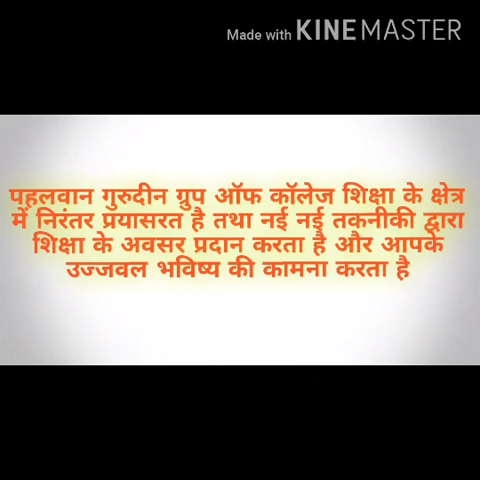 Made with KINEMASTER
पहलवान गुरुदीन ग्रुप ऑफ कॉलेज शिक्षा के क्षेत्र
में निरंतर प्रयासरत है तथा नई नई तकनीकी द्वारा
शिक्षा के अवसर प्रदान करता है और आपके
उज्जवल भविष्य की कामना करता है